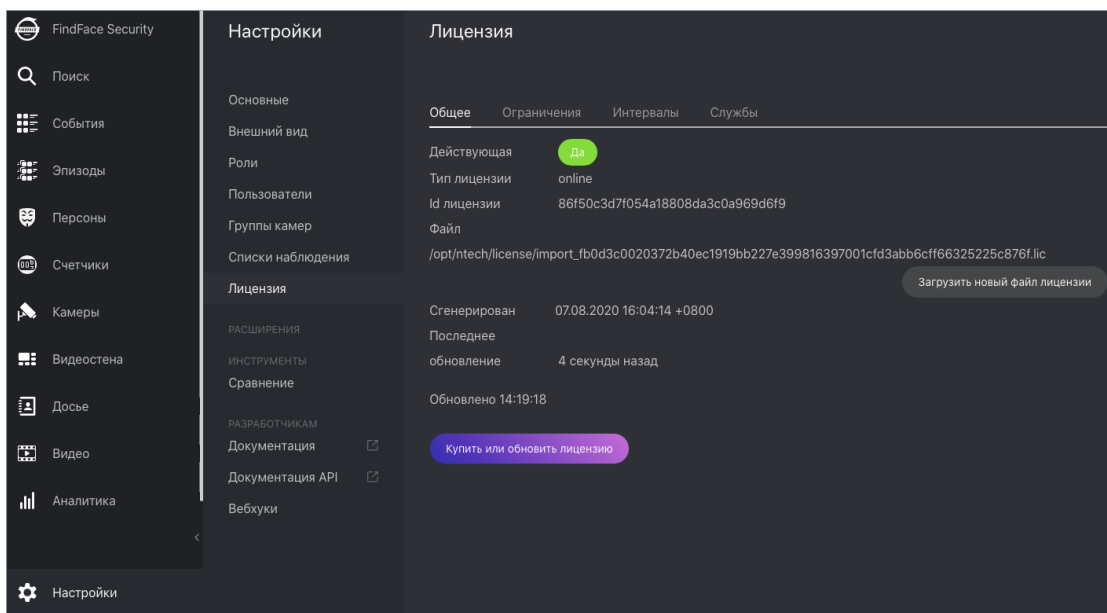 FindFace Security
Поиск
События
Эпизоды
Персоны
Счетчики
Камеры
Видеостена
Досье
Видео
Аналитика
Настройки
Настройки
Основные
Внешний вид
Роли
Пользователи
Группы камер
Списки наблюдения
Лицензия
РАСШИРЕНИЯ
ИНСТРУМЕНТЫ
Сравнение
РАЗРАБОТЧИКАМ
Документация
Документация API
Вебхуки
Лицензия
Общее Ограничения Интервалы Службы
Действующая Да
Тип лицензии online
Id лицензии 86f50c3d7f054a18808da3c0a969d6f9
Файл
/opt/ntech/license/import_fb0d3c0020372b40ec1919bb227e399816397001cfd3abb6cff66325225c876f.lic
Загрузить новый файл лицензии
Сгенерирован 07.08.2020 16:04:14 +0800
Последнее
обновление 4 секунды назад
Обновлено 14:19:18
Купить или обновить лицензию